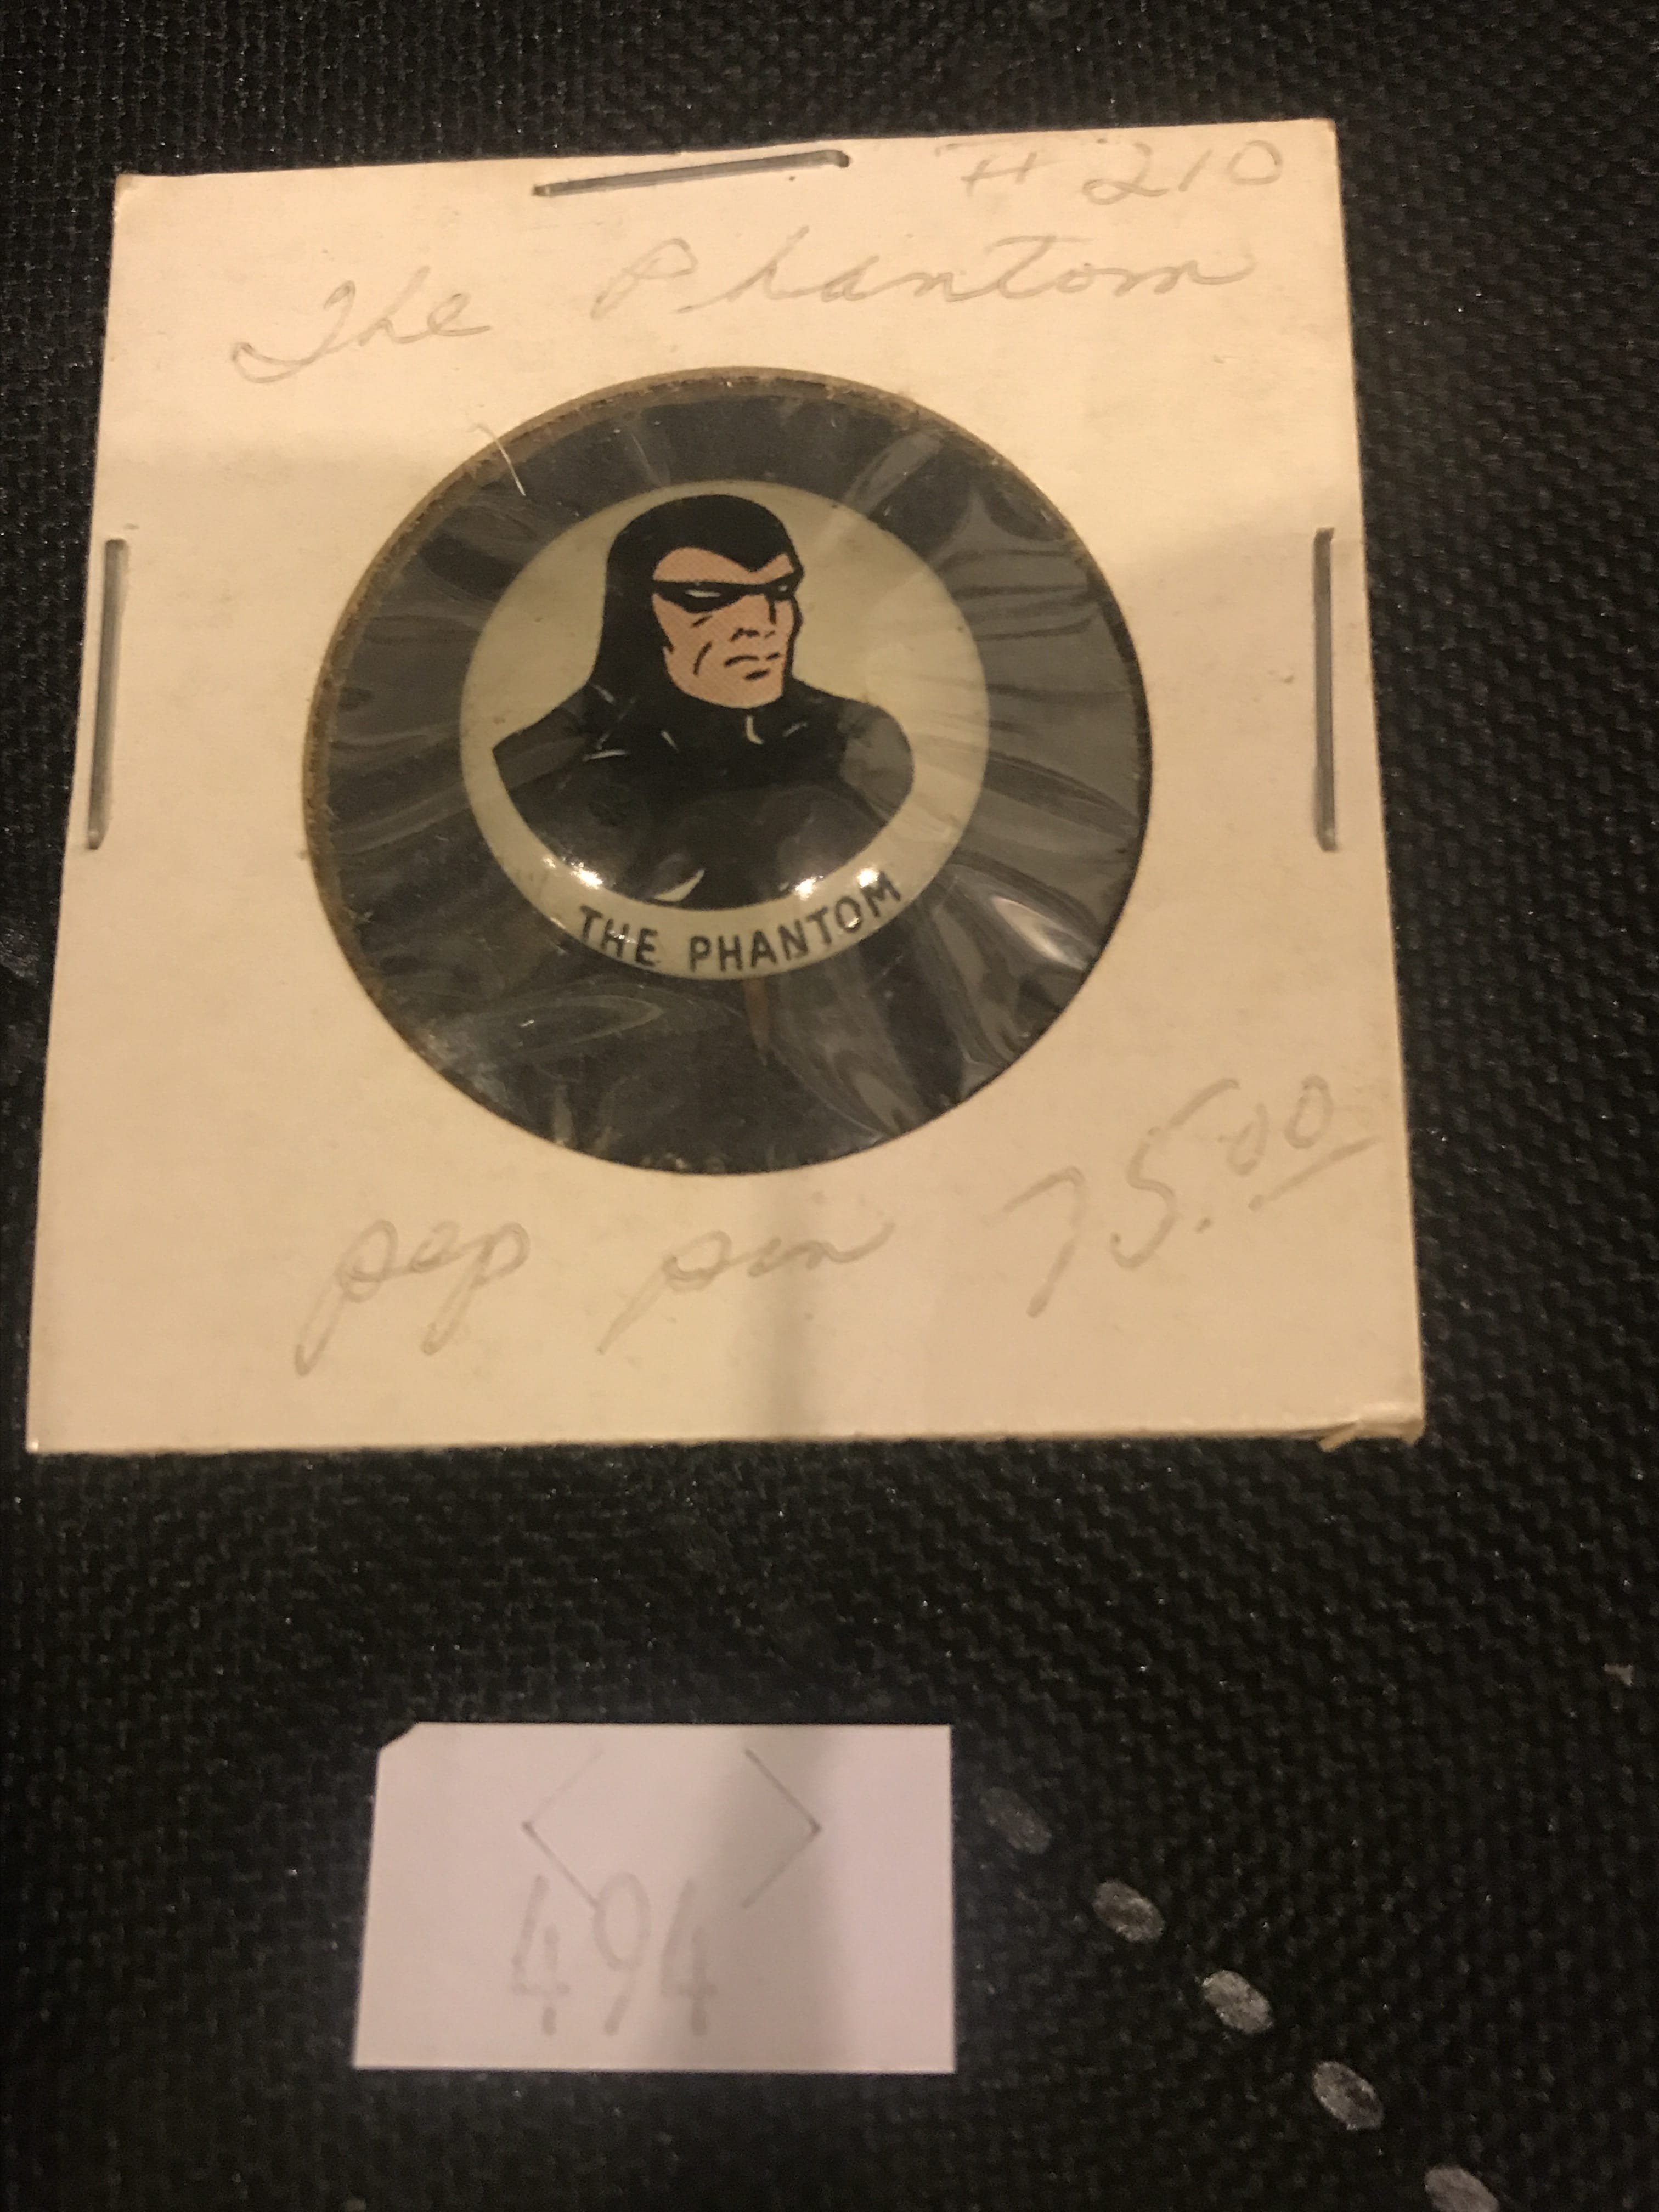 # 210
The Phantom
THE PHANTOM
pep pin 75.00
494